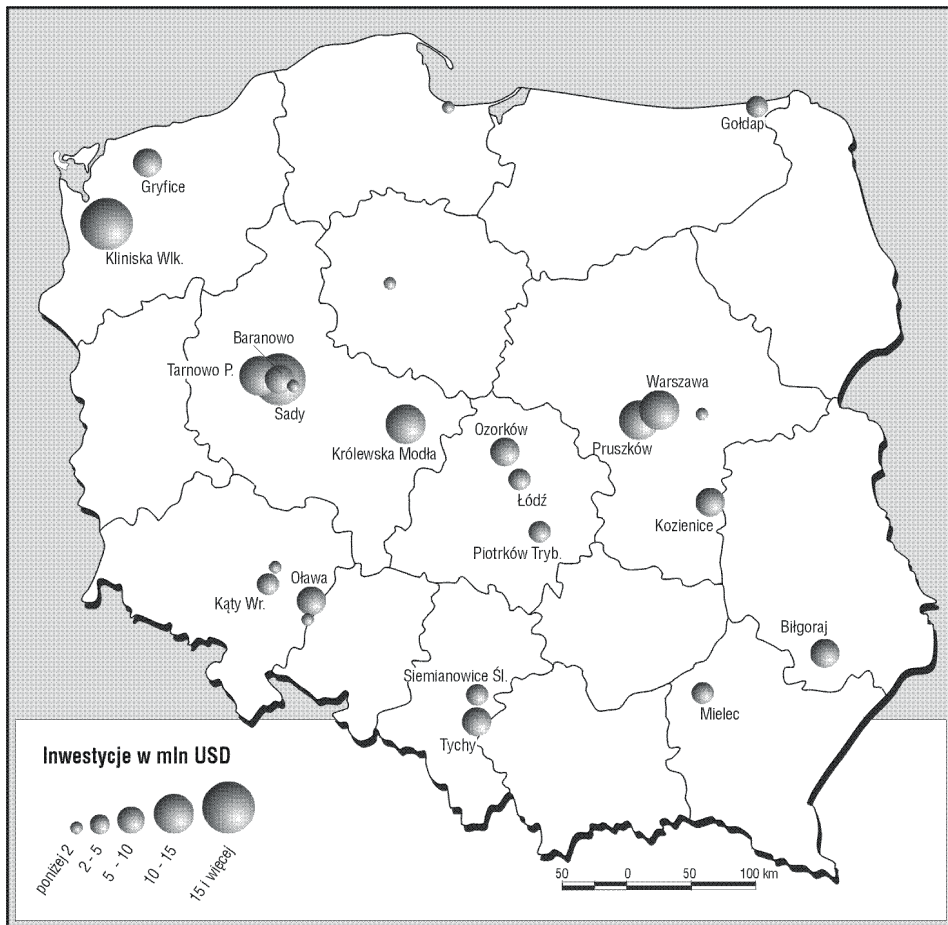 Gołdap
Gryfice
Kliniska Wlk.
Baranowo
Tarnowo P.
Sady
Warszawa
Pruszków
Królewska Modła
Ozorków
Łódź
Kozienice
Piotrków Tryb.
Oława
Kąty Wr.
Biłgoraj
Siemianowice Śl.
Mielec
Tychy
Inwestycje w mln USD
poniżej 2
2 - 5
5 - 10
10 - 15
15 i więcej
50 0 50 100 km